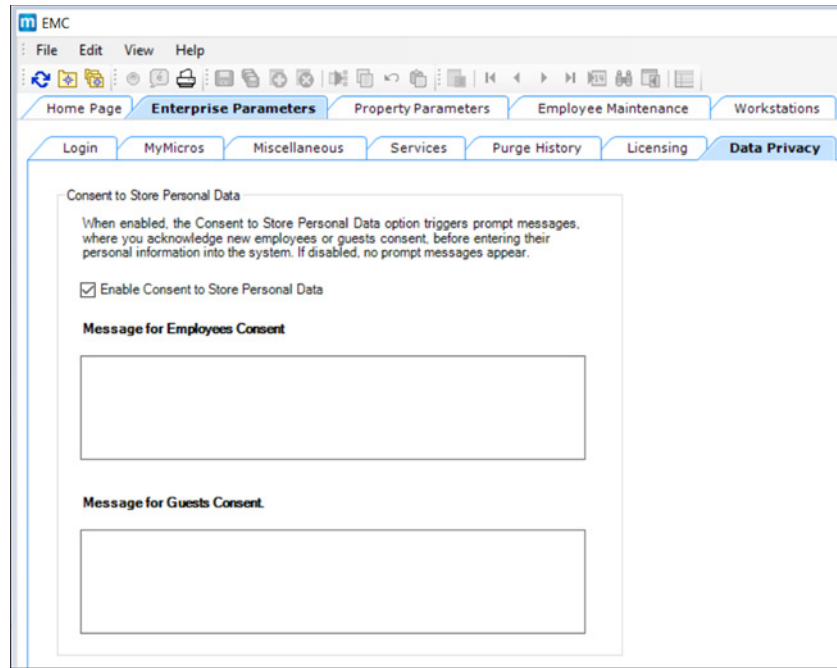 m EMC
File Edit View Help
Home Page Enterprise Parameters Property Parameters Employee Maintenance Workstations
Login MyMicros Miscellaneous Services Purge History Licensing Data Privacy
Consent to Store Personal Data
When enabled, the Consent to Store Personal Data option triggers prompt messages,
where you acknowledge new employees or guests consent, before entering their
personal information into the system. If disabled, no prompt messages appear.
Enable Consent to Store Personal Data
Message for Employees Consent
Message for Guests Consent.